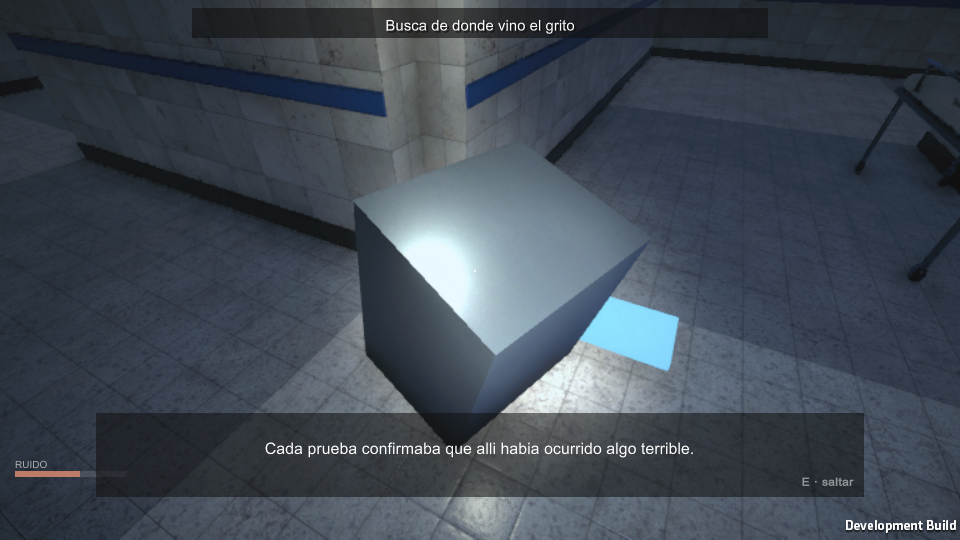 Busca de donde vino el grito
Cada prueba confirmaba que alli habia ocurrido algo terrible.
RUIDO
E · saltar
Development Build